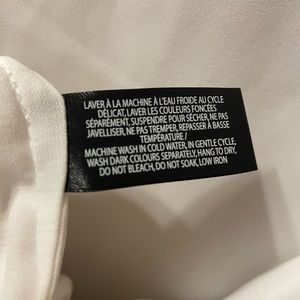 LAVER À LA MACHINE À L'EAU FROIDE AU CYCLE
DÉLICAT, LAVER LES COULEURS FONCÉES
SÉPARÉMENT, SUSPENDRE POUR SÉCHER, NE PAS
JAVELLISER, NE PAS TREMPER, REPASSER À BASSE
TEMPÉRATURE /
MACHINE WASH IN COLD WATER, IN GENTLE CYCLE,
WASH DARK COLOURS SEPARATELY, HANG TO DRY,
DO NOT BLEACH, DO NOT SOAK, LOW IRON